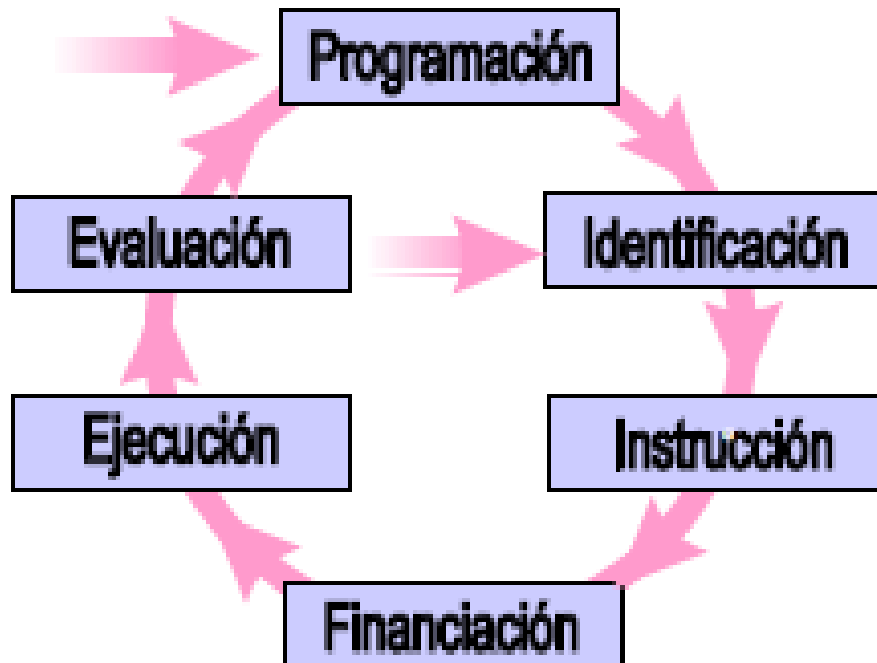 Programación
Identificación
Instrucción
Financiación
Ejecución
Evaluación